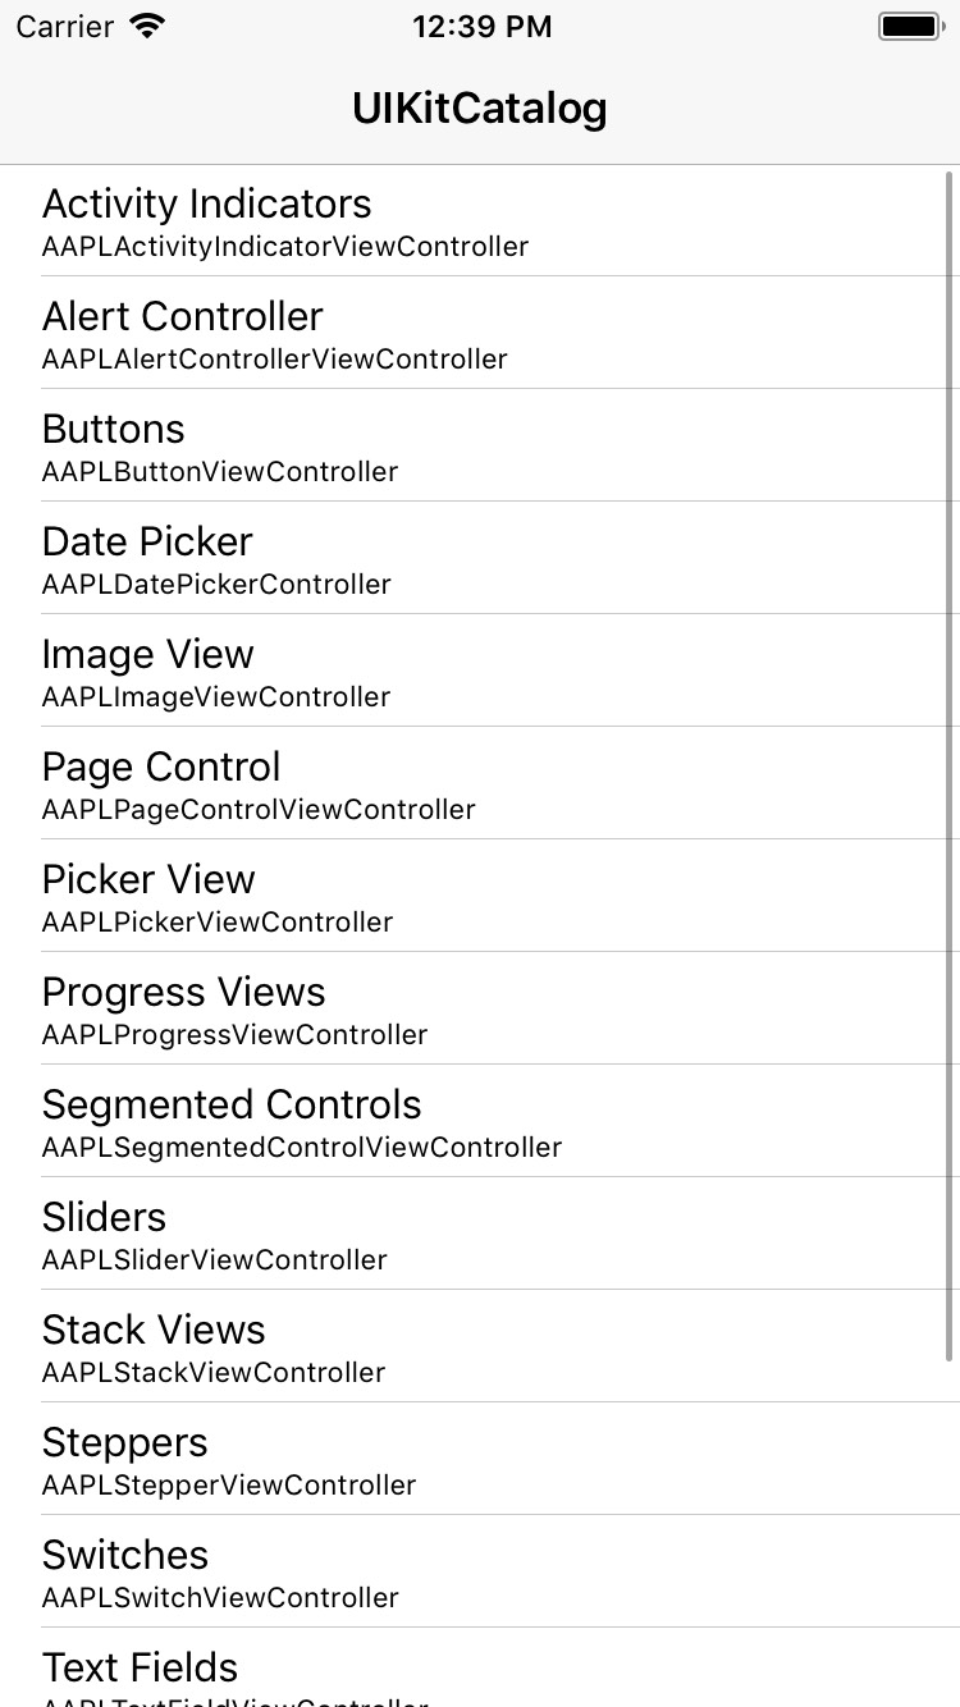 Carrier 12:39 PM
UIKitCatalog
Activity Indicators
AAPLActivityIndicatorViewController
Alert Controller
AAPLAlertControllerViewController
Buttons
AAPLButtonViewController
Date Picker
AAPLDatePickerController
Image View
AAPLImageViewController
Page Control
AAPLPageControlViewController
Picker View
AAPLPickerViewController
Progress Views
AAPLProgressViewController
Segmented Controls
AAPLSegmentedControlViewController
Sliders
AAPLSliderViewController
Stack Views
AAPLStackViewController
Steppers
AAPLStepperViewController
Switches
AAPLSwitchViewController
Text Fields
AAPLTextFieldViewController